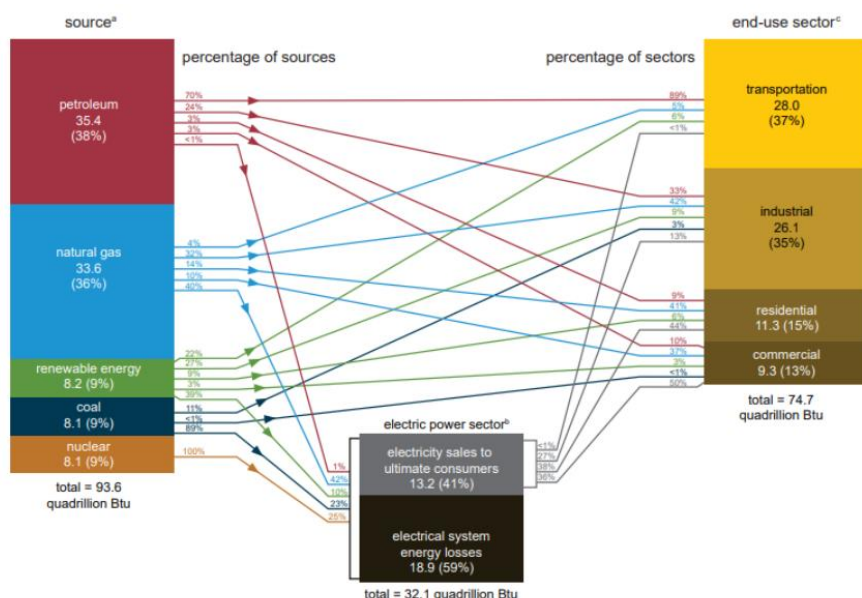 sourceᵃ
end-use sectorᶜ
percentage of sources
percentage of sectors
petroleum
35.4
(38%)
70%
24%
3%
3%
<1%
89%
5%
6%
<1%
transportation
28.0
(37%)
natural gas
33.6
(36%)
4%
32%
14%
10%
40%
33%
42%
9%
3%
13%
industrial
26.1
(35%)
renewable energy
8.2 (9%)
22%
27%
9%
3%
39%
9%
41%
6%
44%
residential
11.3 (15%)
coal
8.1 (9%)
11%
<1%
89%
10%
37%
3%
<1%
50%
commercial
9.3 (13%)
nuclear
8.1 (9%)
100%
total = 93.6
quadrillion Btu
total = 74.7
quadrillion Btu
electric power sectorᵇ
1%
42%
10%
23%
25%
electricity sales to
ultimate consumers
13.2 (41%)
<1%
27%
38%
36%
electrical system
energy losses
18.9 (59%)
total = 32.1 quadrillion Btu